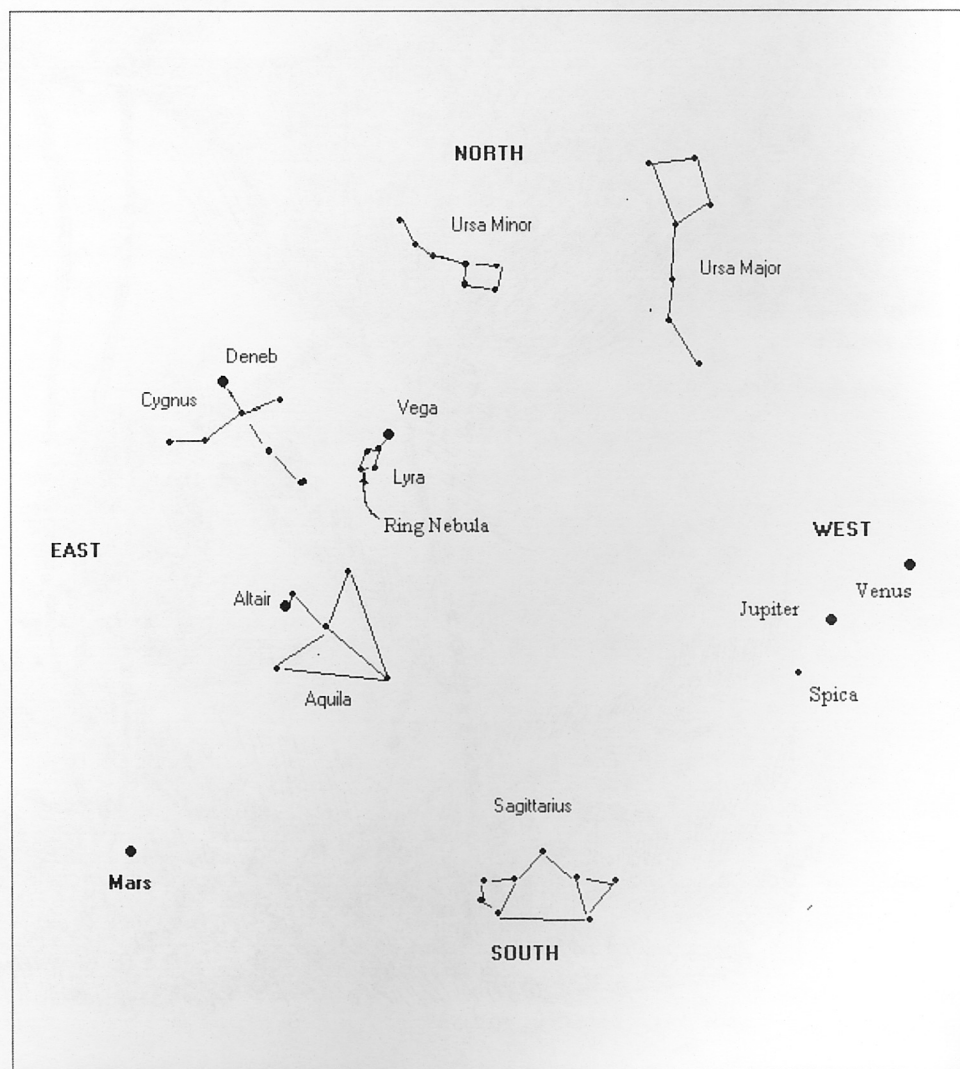 NORTH
Ursa Minor
Ursa Major
Deneb
Cygnus
Vega
Lyra
Ring Nebula
WEST
EAST
Venus
Altair
Jupiter
Spica
Aquila
Sagittarius
Mars
SOUTH